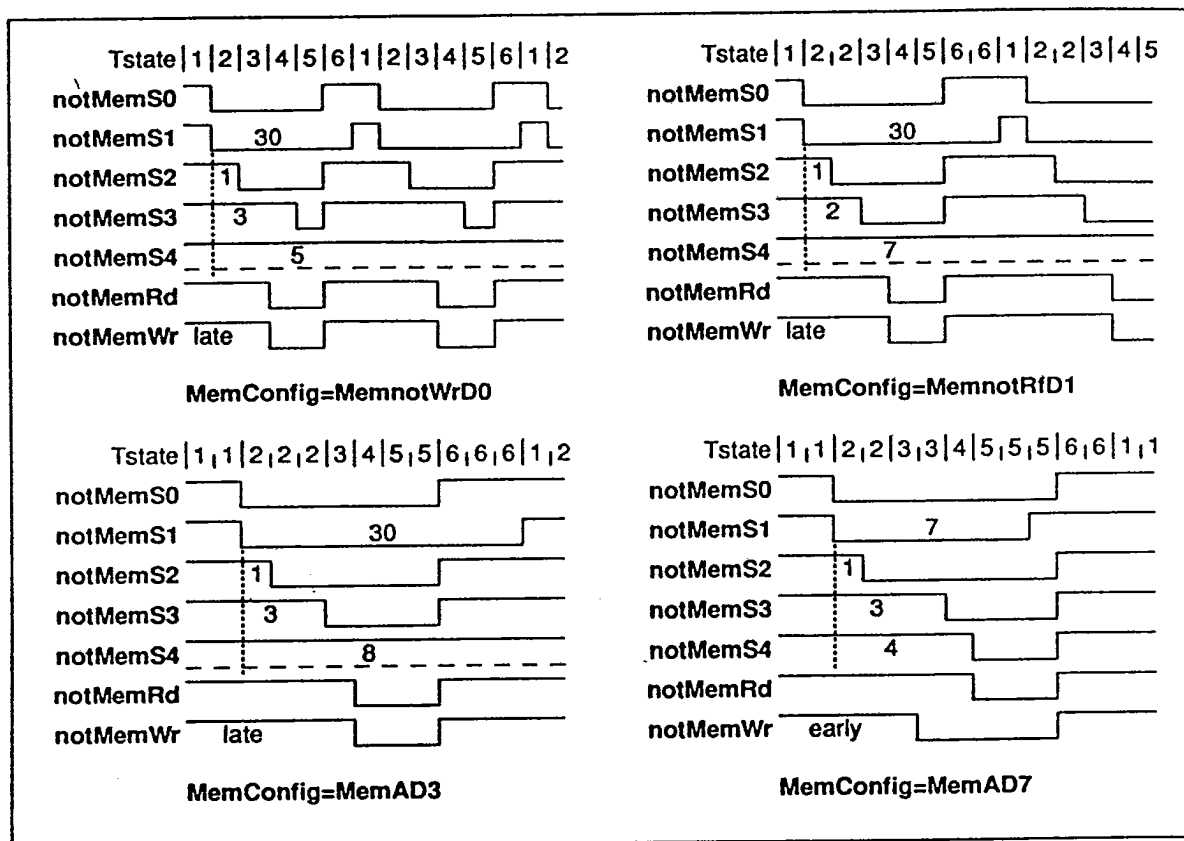 Tstate |1|2|3|4|5|6|1|2|3|4|5|6|1|2
notMemS0
notMemS1 30
notMemS2 1
notMemS3 3
notMemS4 5
notMemRd
notMemWr late
MemConfig=MemnotWrD0
Tstate |1|2|2|3|4|5|6|6|1|2|2|3|4|5
notMemS0
notMemS1 30
notMemS2 1
notMemS3 2
notMemS4 7
notMemRd
notMemWr late
MemConfig=MemnotRfD1
Tstate |1|1|2|2|2|3|4|5|5|6|6|6|1|2
notMemS0
notMemS1 30
notMemS2 1
notMemS3 3
notMemS4 8
notMemRd
notMemWr late
MemConfig=MemAD3
Tstate |1|1|2|2|3|3|4|5|5|5|6|6|1|1
notMemS0
notMemS1 7
notMemS2 1
notMemS3 3
notMemS4 4
notMemRd
notMemWr early
MemConfig=MemAD7